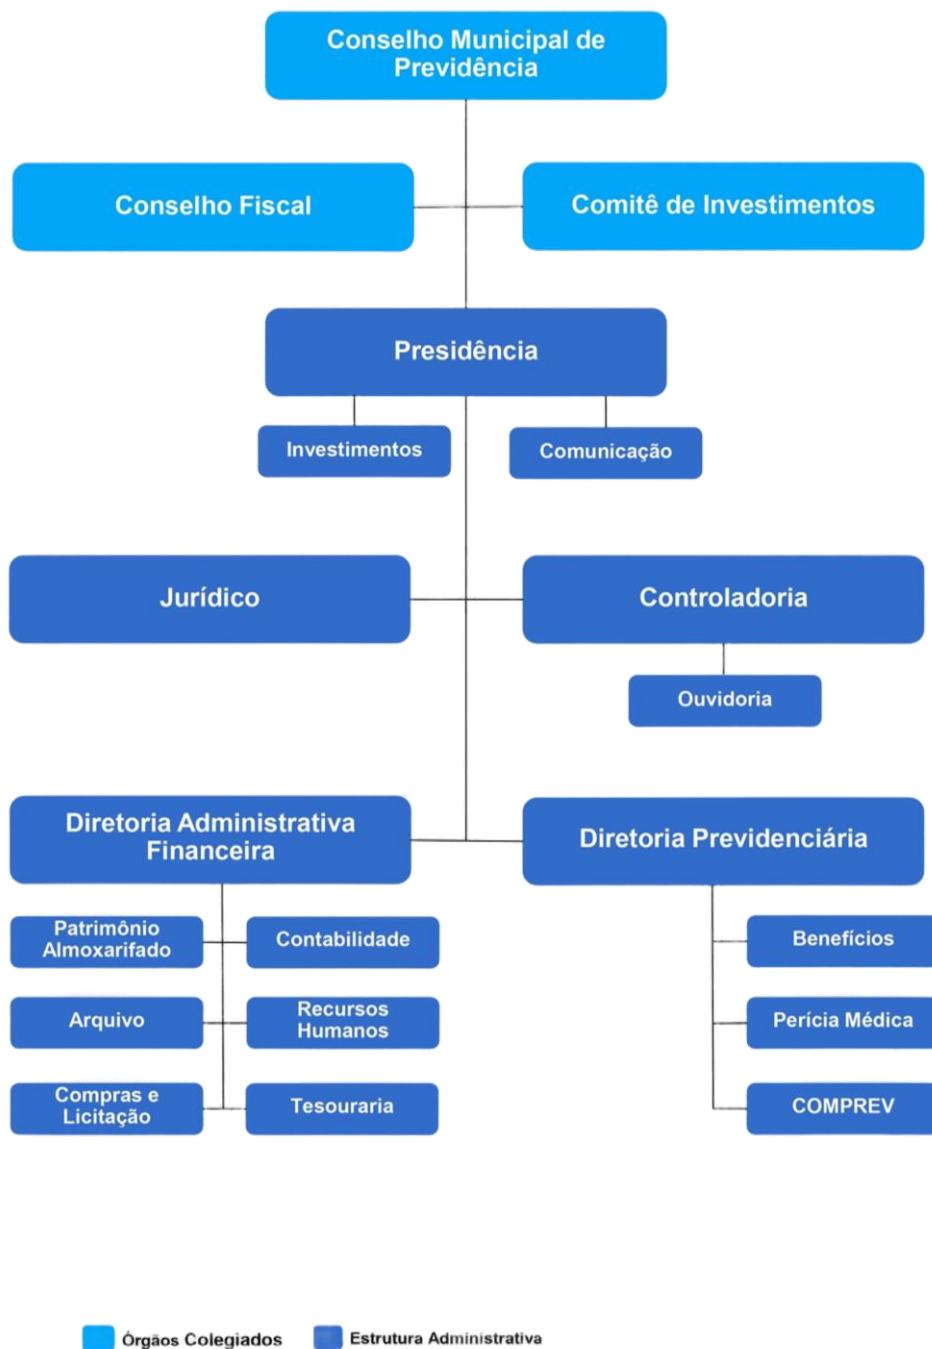 Conselho Municipal de
Previdência
Conselho Fiscal
Comitê de Investimentos
Presidência
Investimentos
Comunicação
Jurídico
Controladoria
Ouvidoria
Diretoria Administrativa
Financeira
Diretoria Previdenciária
Patrimônio
Almoxarifado
Contabilidade
Benefícios
Arquivo
Recursos
Humanos
Perícia Médica
Compras e
Licitação
Tesouraria
COMPREV
Órgãos Colegiados
Estrutura Administrativa